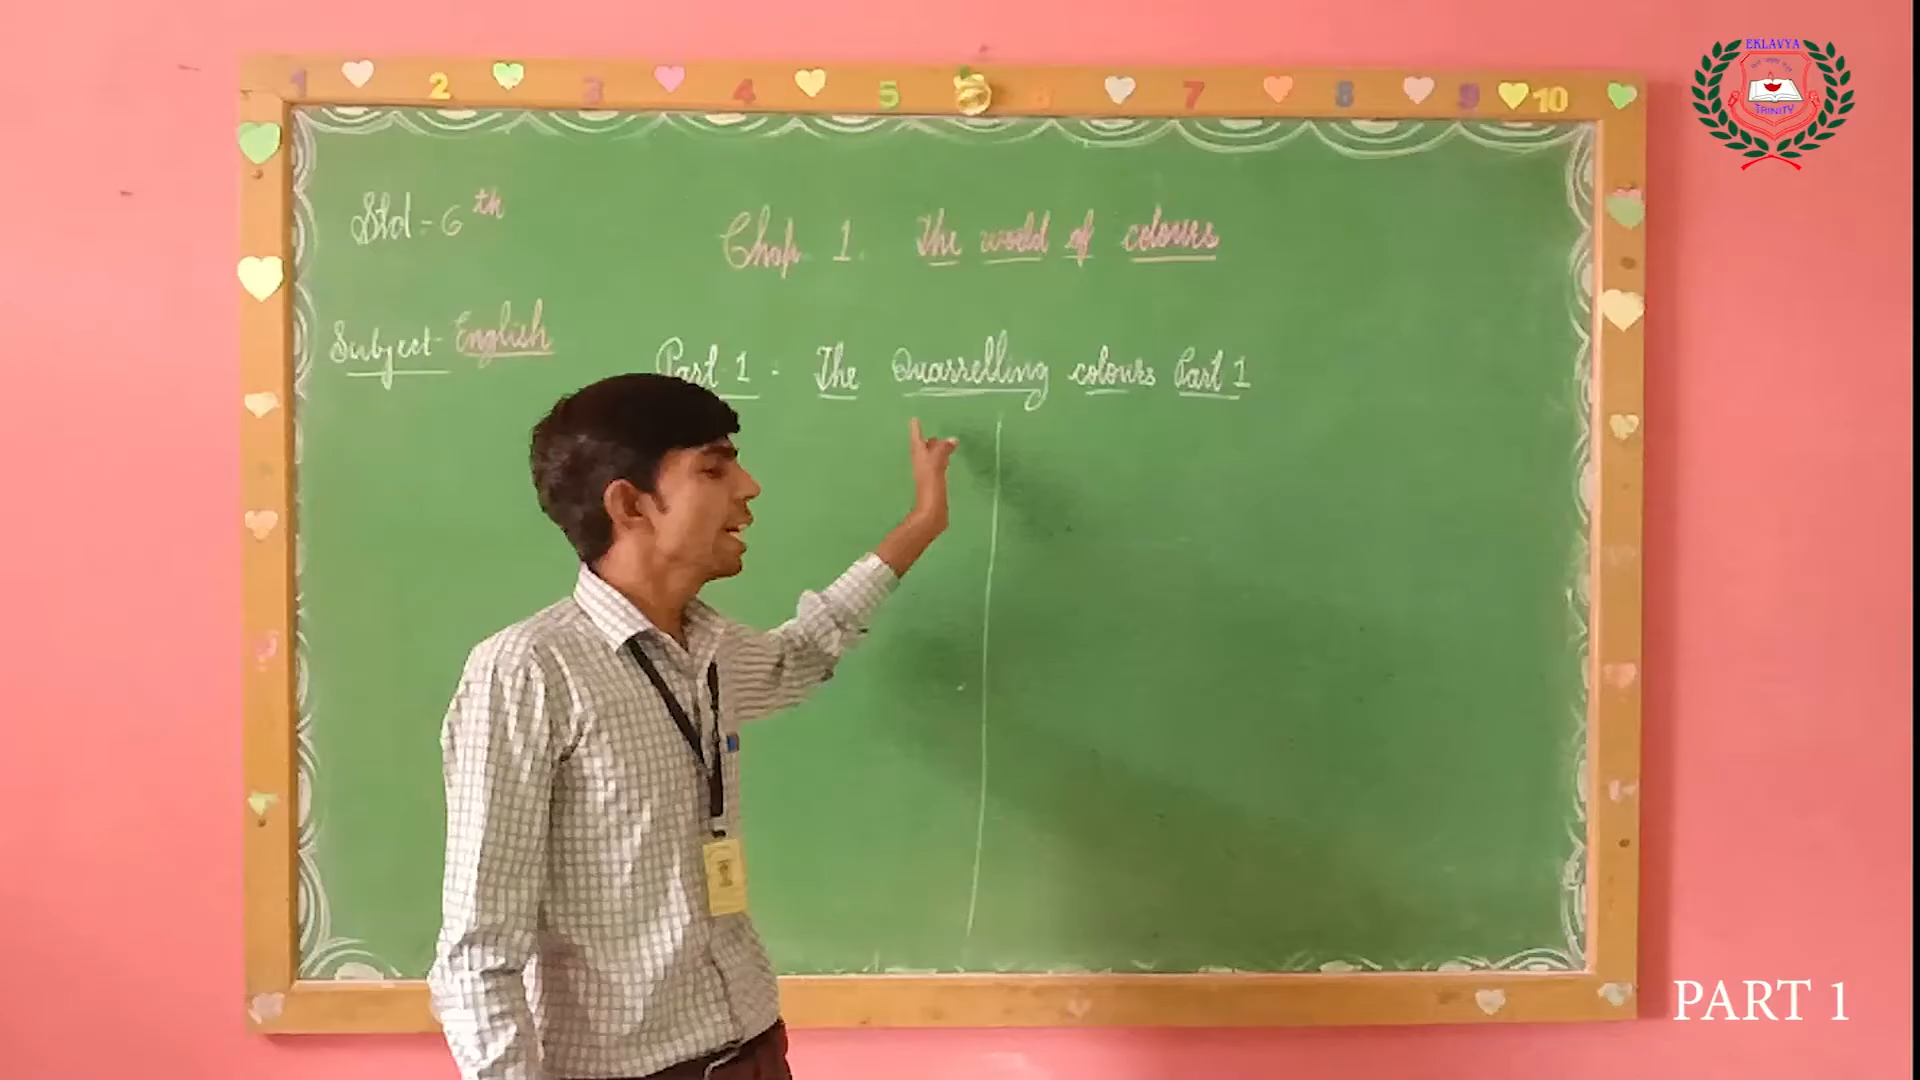 1 2 3 4 5 6 7 8 9 10
EKLAVYA
TRINITY
Std = 6th
Chap 1. The world of colours
Subject - English
Part 1 - The Quarrelling colours Part 1
PART 1